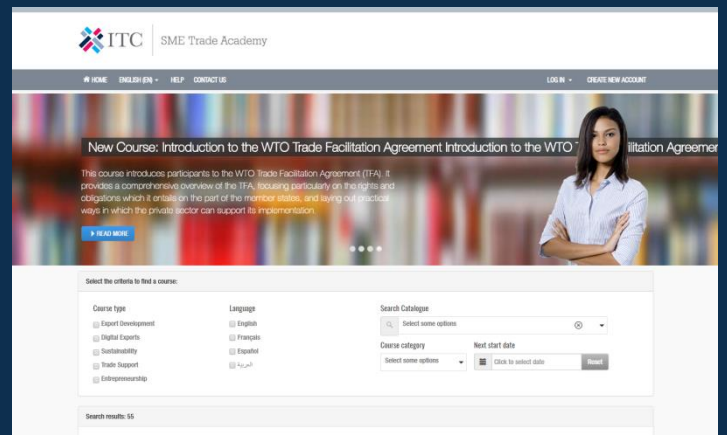 ITC SME Trade Academy
HOME ENGLISH (EN) HELP CONTACT US LOG IN CREATE NEW ACCOUNT
New Course: Introduction to the WTO Trade Facilitation Agreement Introduction to the WTO T ilitation Agreemer
This course introduces participants to the WTO Trade Facilitation Agreement (TFA). It
provides a comprehensive overview of the TFA, focusing particularly on the rights and
obligations which it entails on the part of the member states, and laying out practical
ways in which the private sector can support its implementation
READ MORE
Select the criteria to find a course:
Course type
Export Development
Digital Experts
Sustainability
Trade Support
Entrepreneurship
Language
English
Français
Español
العربية
Search Catalogue
Select some options
Course category
Select some options
Next start date
Click to select date
Reset
Search results: 55